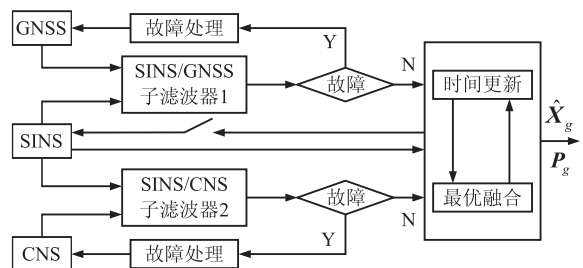 GNSS
故障处理
Y
SINS/GNSS
子滤波器1
故障
N
时间更新
SINS
X̂g
Pg
SINS/CNS
子滤波器2
故障
N
最优融合
Y
CNS
故障处理